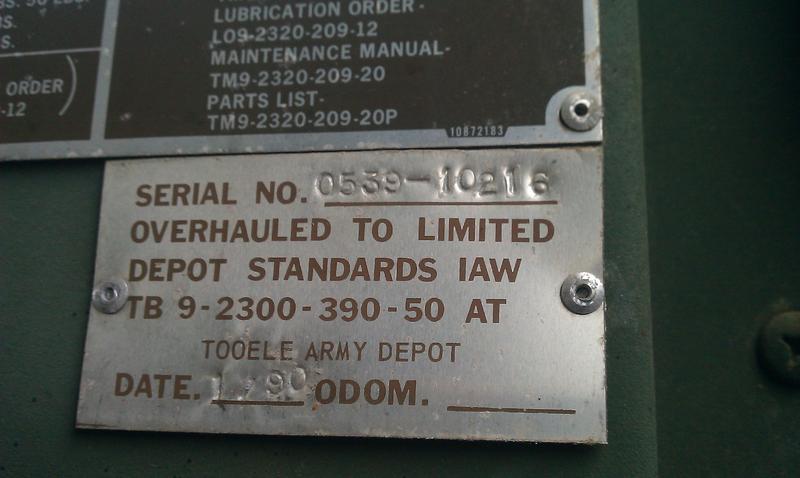 LUBRICATION ORDER-
LO9-2320-209-12
MAINTENANCE MANUAL-
TM9-2320-209-20
PARTS LIST-
TM9-2320-209-20P
ORDER
-12
10872183
SERIAL NO. 0539-10216
OVERHAULED TO LIMITED
DEPOT STANDARDS IAW
TB 9-2300-390-50 AT
TOOELE ARMY DEPOT
DATE. 1/90 ODOM.